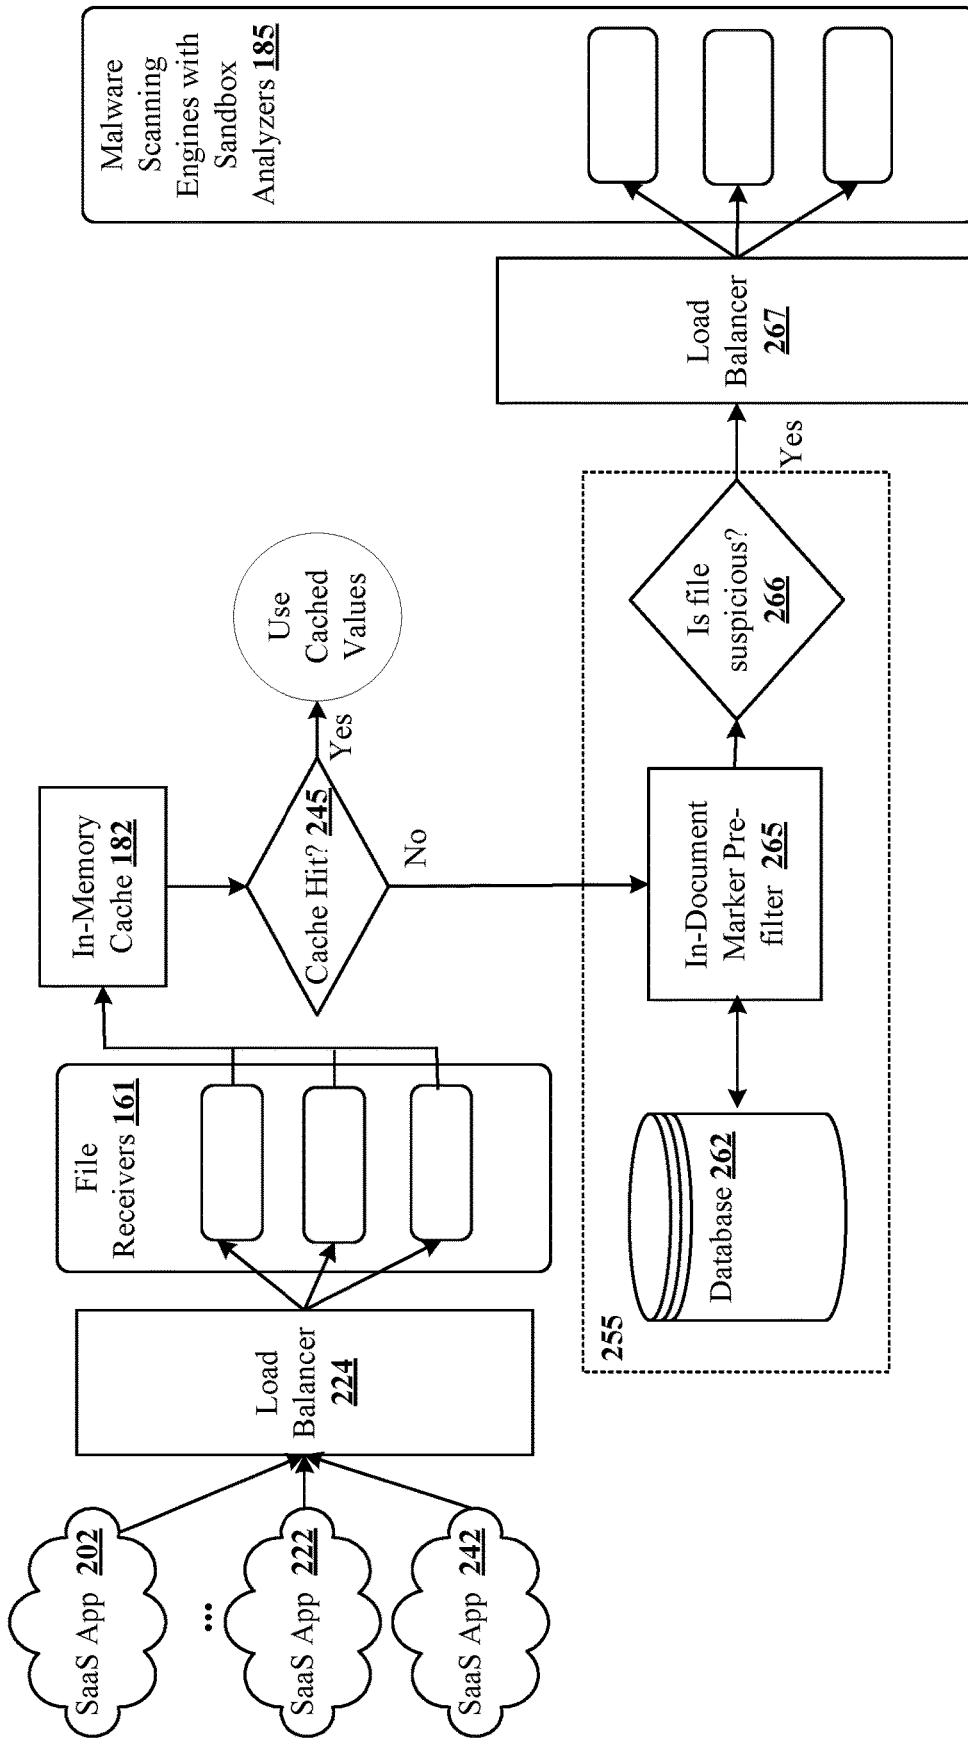 SaaS App 202
...
SaaS App 222
SaaS App 242
Load
Balancer
224
File
Receivers 161
In-Memory
Cache 182
Cache Hit? 245
Yes
Use
Cached
Values
No
255
Database 262
In-Document
Marker Pre-
filter 265
Is file
suspicious?
266
Yes
Load
Balancer
267
Malware
Scanning
Engines with
Sandbox
Analyzers 185